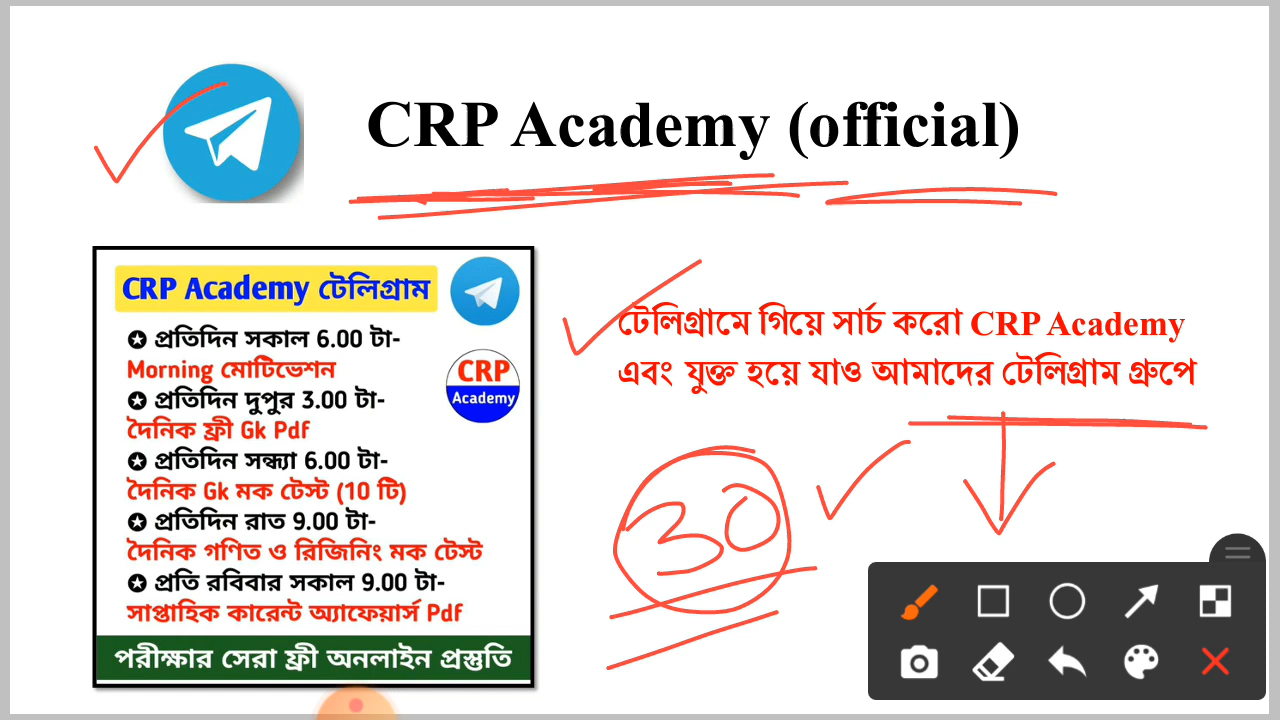 CRP Academy (official)
CRP Academy টেলিগ্রাম
✪ প্রতিদিন সকাল 6.00 টা-
Morning মোটিভেশন
✪ প্রতিদিন দুপুর 3.00 টা-
দৈনিক ফ্রী Gk Pdf
✪ প্রতিদিন সন্ধ্যা 6.00 টা-
দৈনিক Gk মক টেস্ট (10 টি)
✪ প্রতিদিন রাত 9.00 টা-
দৈনিক গণিত ও রিজিনিং মক টেস্ট
✪ প্রতি রবিবার সকাল 9.00 টা-
সাপ্তাহিক কারেন্ট অ্যাফেয়ার্স Pdf
পরীক্ষার সেরা ফ্রী অনলাইন প্রস্তুতি
CRP
Academy
টেলিগ্রামে গিয়ে সার্চ করো CRP Academy
এবং যুক্ত হয়ে যাও আমাদের টেলিগ্রাম গ্রুপে
30